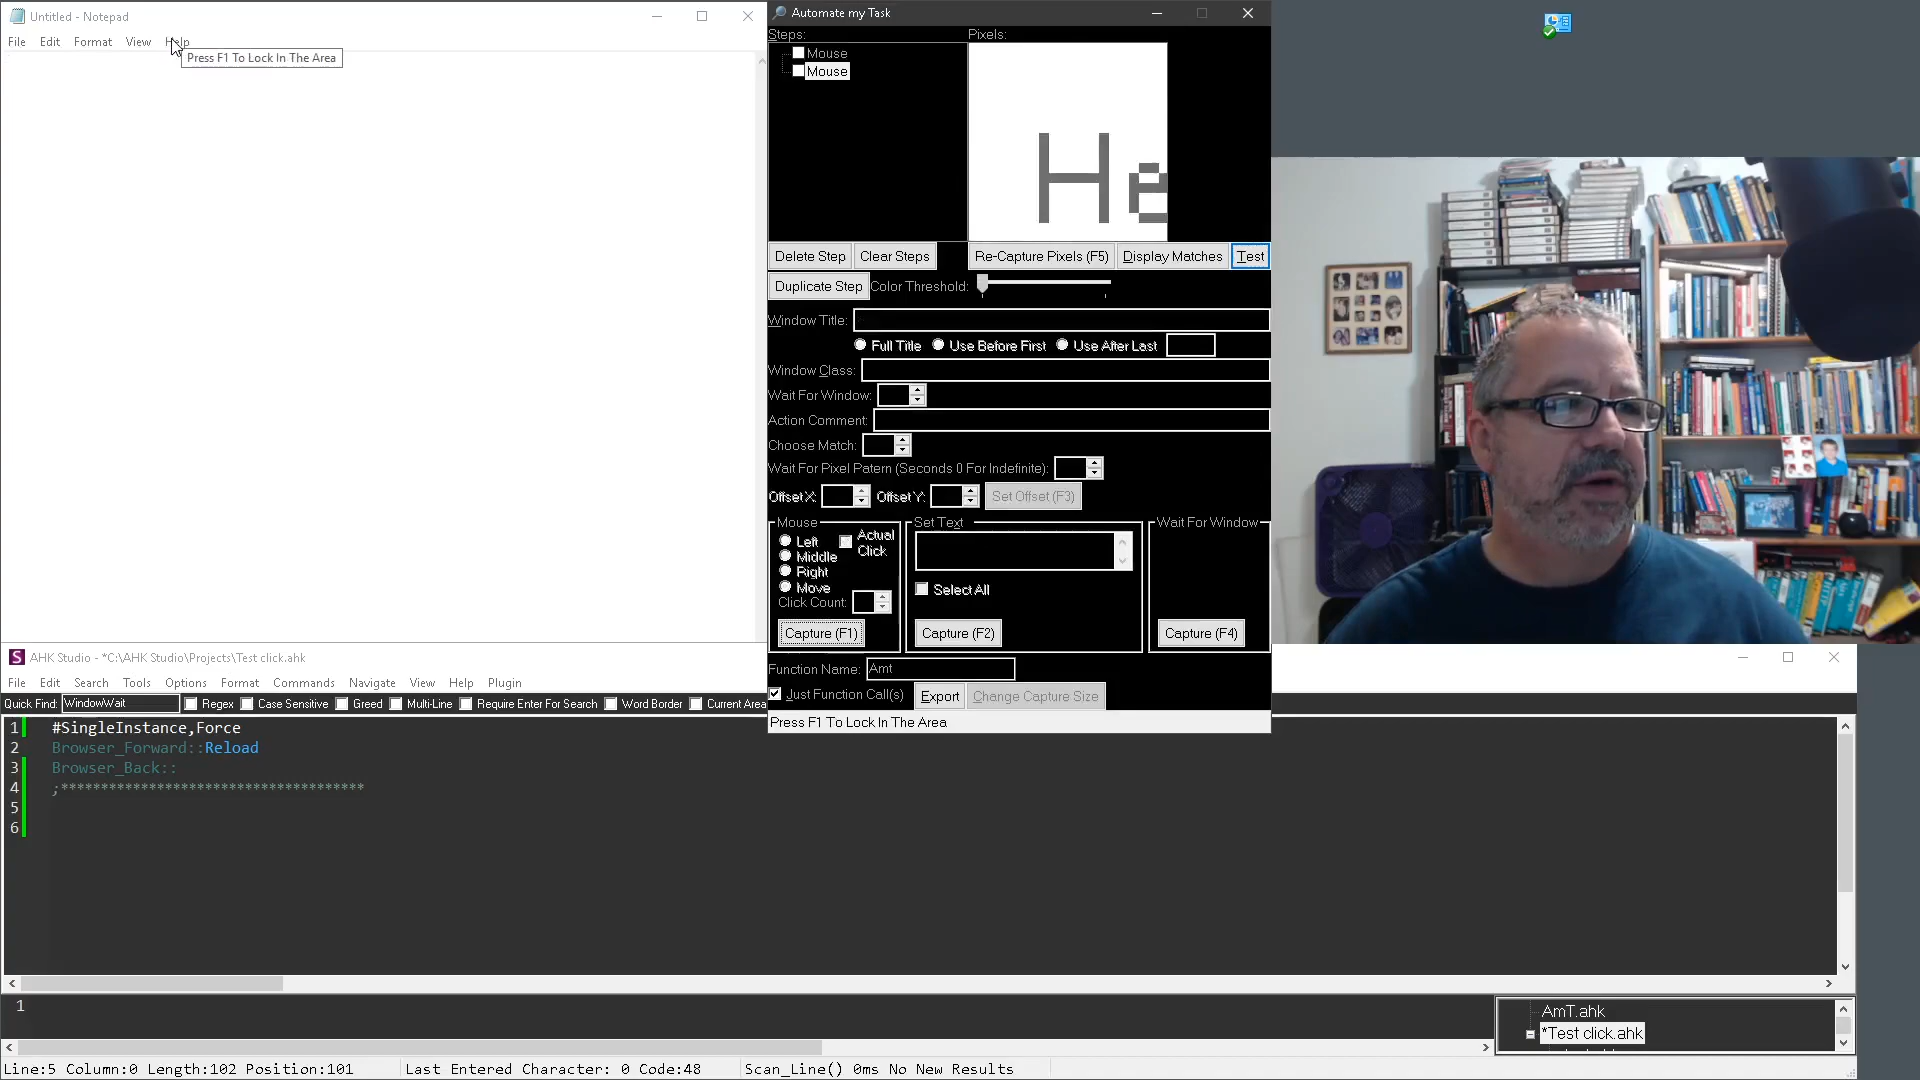 Untitled - Notepad
File Edit Format View Help
Press F1 To Lock In The Area
Automate my Task
Steps: Pixels:
Mouse
Mouse
He
Delete Step Clear Steps Re-Capture Pixels (F5) Display Matches Test
Duplicate Step Color Threshold:
Window Title:
Full Title Use Before First Use After Last
Window Class:
Wait For Window:
Action Comment:
Choose Match:
Wait For Pixel Patern (Seconds 0 For Indefinite):
Offset X: Offset Y: Set Offset (F3)
Mouse Set Text Wait For Window
Left Actual Click
Middle
Right
Move
Click Count:
Select All
Capture (F1) Capture (F2) Capture (F4)
Function Name: Amt
Just Function Call(s) Export Change Capture Size
Press F1 To Lock In The Area
AHK Studio - *C:\AHK Studio\Projects\Test click.ahk
File Edit Search Tools Options Format Commands Navigate View Help Plugin
Quick Find: WindowWait Regex Case Sensitive Greed Multi-Line Require Enter For Search Word Border Current Area
1 #SingleInstance,Force
2 Browser_Forward::Reload
3 Browser_Back::
4 ;**************************************
5
6
1
AmT.ahk
*Test click.ahk
Line:5 Column:0 Length:102 Position:101 Last Entered Character: 0 Code:48 Scan_Line() 0ms No New Results